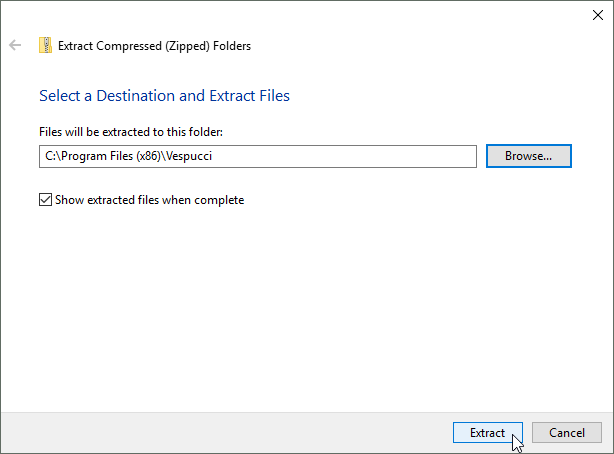 Extract Compressed (Zipped) Folders
Select a Destination and Extract Files
Files will be extracted to this folder:
C:\Program Files (x86)\Vespucci
Browse...
Show extracted files when complete
Extract
Cancel